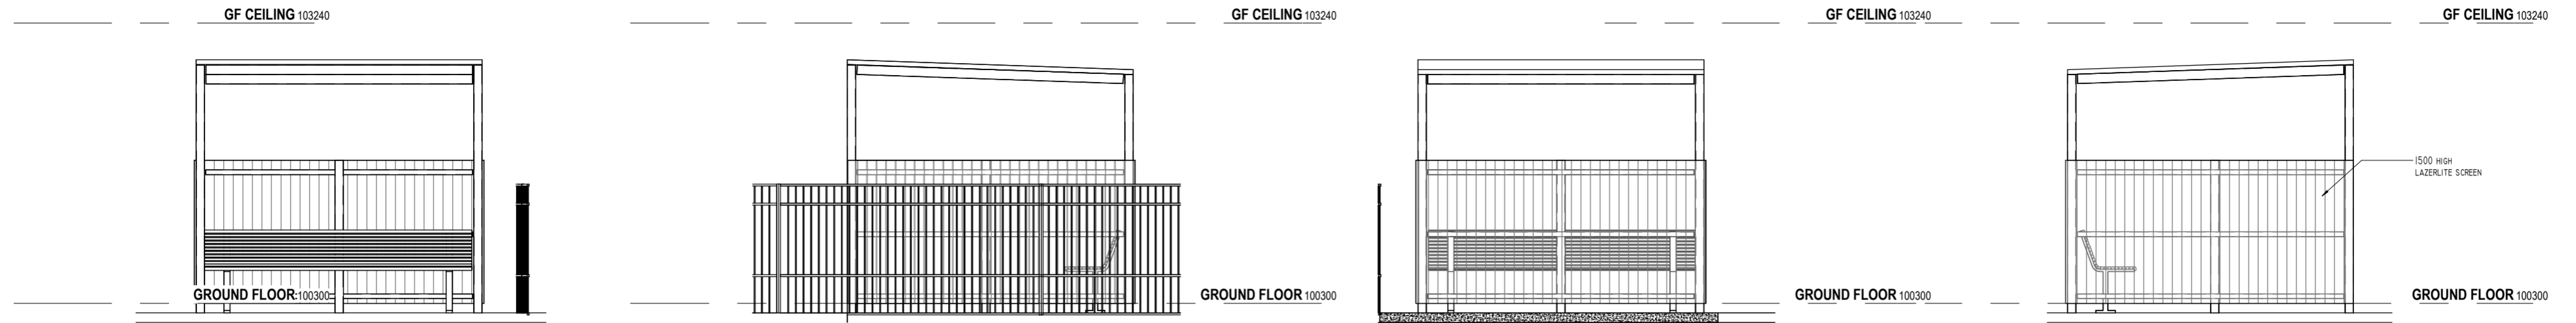 GF CEILING 103240
GF CEILING 103240
GF CEILING 103240
GF CEILING 103240
1500 HIGH
LAZERLITE SCREEN
GROUND FLOOR 100300
GROUND FLOOR 100300
GROUND FLOOR 100300
GROUND FLOOR 100300